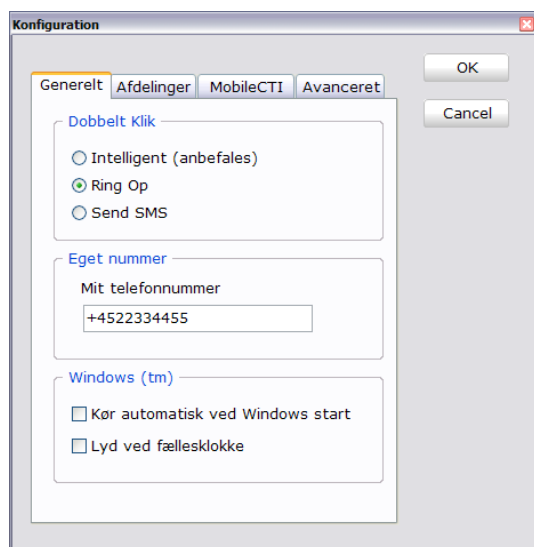 Konfiguration
OK
Cancel
Generelt Afdelinger MobileCTI Avanceret
Dobbelt Klik
Intelligent (anbefales)
Ring Op
Send SMS
Eget nummer
Mit telefonnummer
+4522334455
Windows (tm)
Kør automatisk ved Windows start
Lyd ved fællesklokke